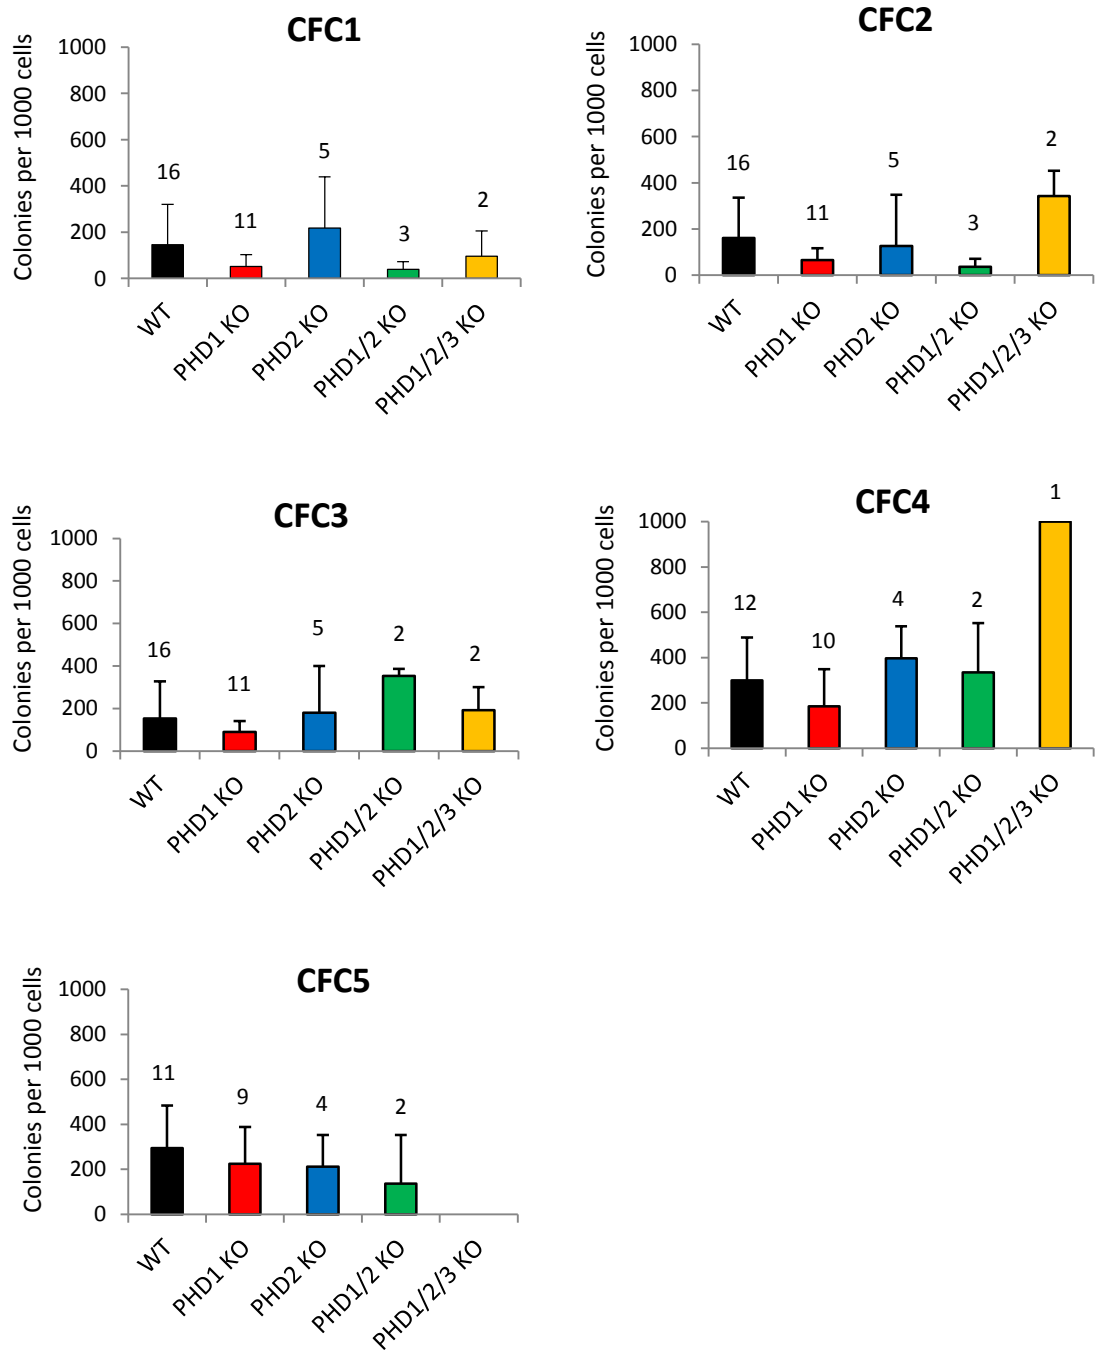 CFC1
Colonies per 1000 cells
1000
800
600
400
200
0
16
11
5
3
2
WT
PHD1 KO
PHD2 KO
PHD1/2 KO
PHD1/2/3 KO
CFC2
Colonies per 1000 cells
1000
800
600
400
200
0
16
11
5
3
2
WT
PHD1 KO
PHD2 KO
PHD1/2 KO
PHD1/2/3 KO
CFC3
Colonies per 1000 cells
1000
800
600
400
200
0
16
11
5
2
2
WT
PHD1 KO
PHD2 KO
PHD1/2 KO
PHD1/2/3 KO
CFC4
Colonies per 1000 cells
1000
800
600
400
200
0
12
10
4
2
1
WT
PHD1 KO
PHD2 KO
PHD1/2 KO
PHD1/2/3 KO
CFC5
Colonies per 1000 cells
1000
800
600
400
200
0
11
9
4
2
WT
PHD1 KO
PHD2 KO
PHD1/2 KO
PHD1/2/3 KO